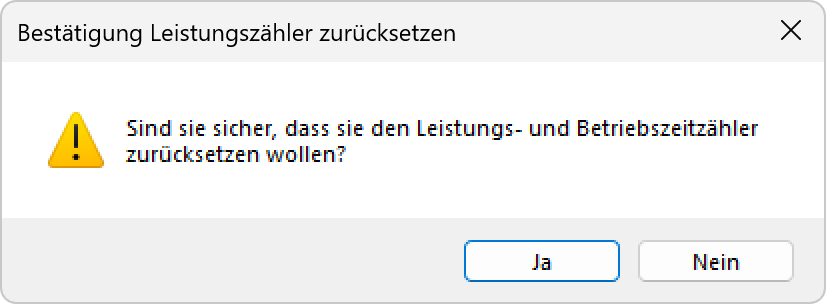 Bestätigung Leistungszähler zurücksetzen
Sind sie sicher, dass sie den Leistungs- und Betriebszeitzähler
zurücksetzen wollen?
Ja
Nein